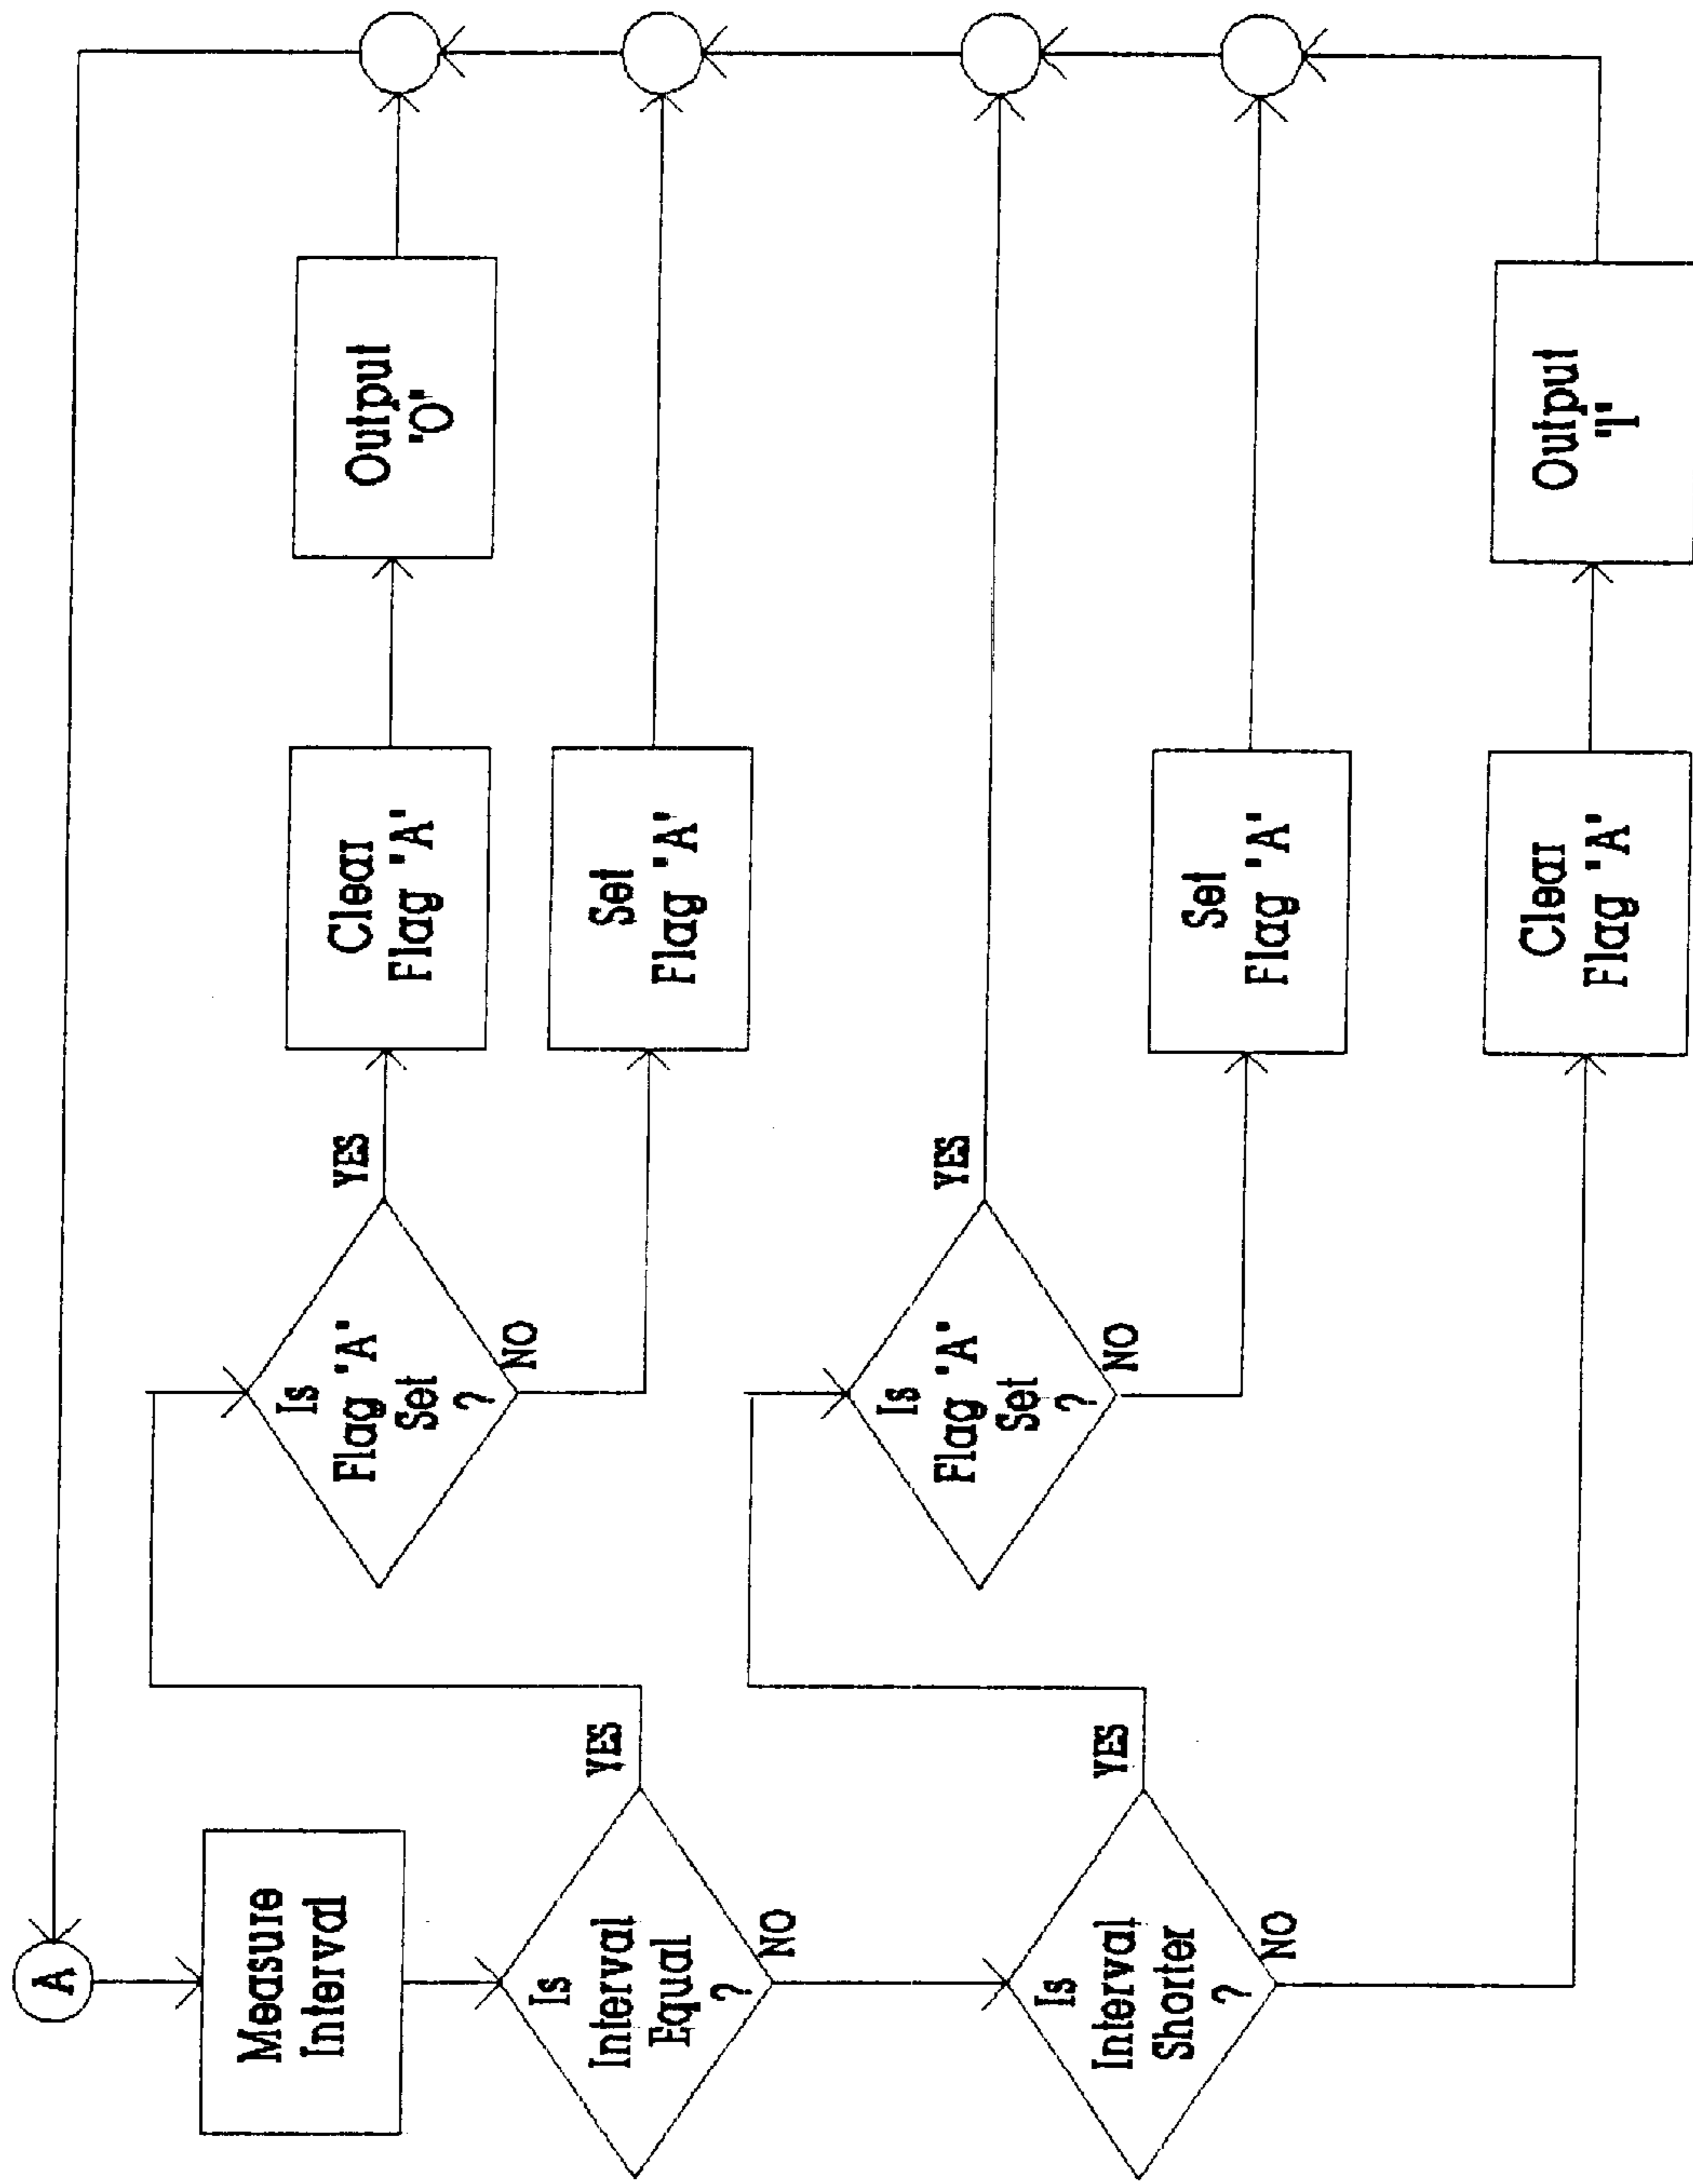 A
Measure
Interval
Is
Interval
Equal
?
YES
NO
Is
Flag "A"
Set
?
YES
NO
Clear
Flag "A"
Output
"0"
Set
Flag "A"
Is
Interval
Shorter
?
YES
NO
Is
Flag "A"
Set
?
YES
NO
Set
Flag "A"
Clear
Flag "A"
Output
"1"